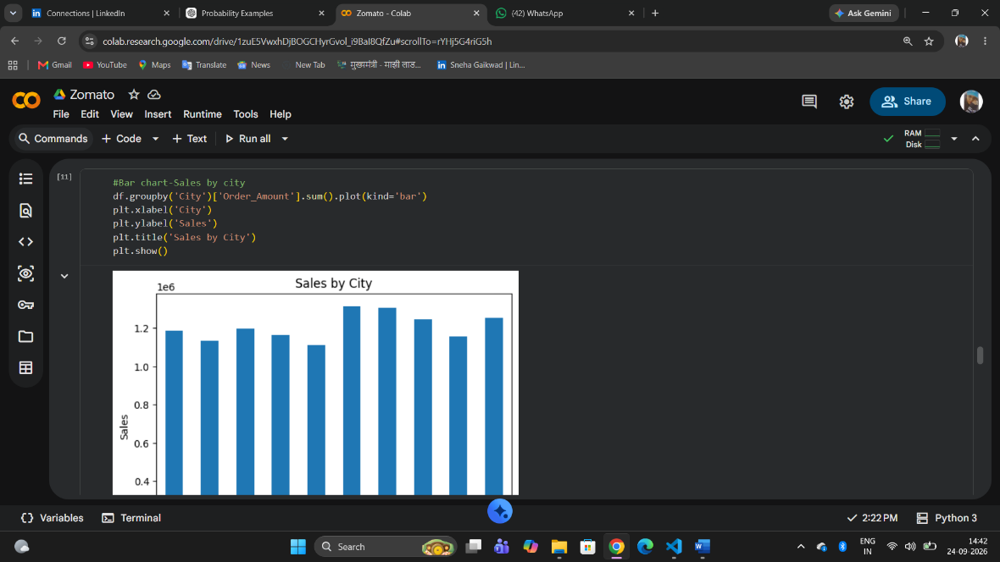 Connections | LinkedIn
Probability Examples
Zomato - Colab
(42) WhatsApp
Ask Gemini
colab.research.google.com/drive/1zuE5VwxhDjBOGCHyrGvol_i9BaI8QfZu#scrollTo=rYHj5G4riG5h
Gmail
YouTube
Maps
Translate
News
New Tab
मुख्यमंत्री - माझी लाड...
Sneha Gaikwad | Lin...
Zomato
File Edit View Insert Runtime Tools Help
Share
Commands + Code + Text Run all
RAM
Disk
[11]
#Bar chart-Sales by city
df.groupby('City')['Order_Amount'].sum().plot(kind='bar')
plt.xlabel('City')
plt.ylabel('Sales')
plt.title('Sales by City')
plt.show()
Sales by City
1e6
1.2
1.0
0.8
0.6
0.4
Sales
Variables
Terminal
2:22 PM
Python 3
Search
ENG
IN
14:42
24-09-2026